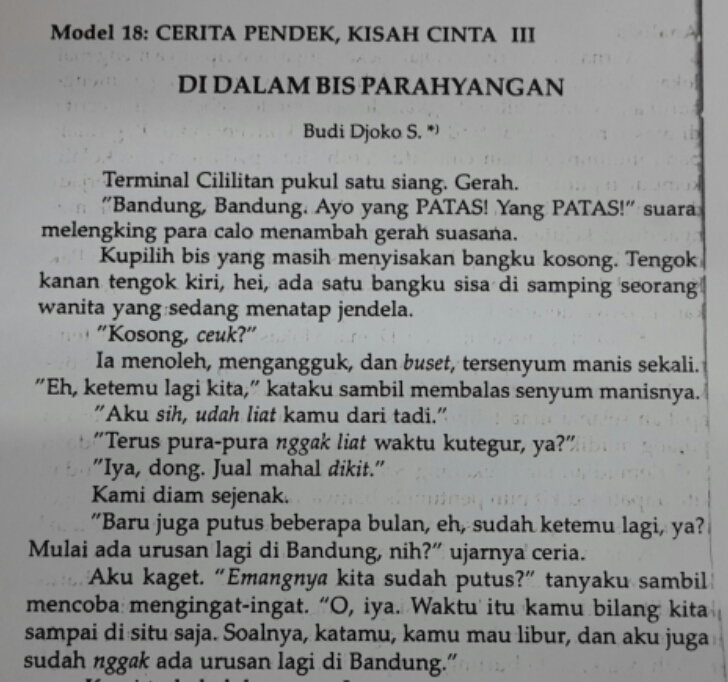 Model 18: CERITA PENDEK, KISAH CINTA III
DI DALAM BIS PARAHYANGAN
Budi Djoko S. *)
Terminal Cililitan pukul satu siang. Gerah.
"Bandung, Bandung. Ayo yang PATAS! Yang PATAS!" suara
melengking para calo menambah gerah suasana.
Kupilih bis yang masih menyisakan bangku kosong. Tengok
kanan tengok kiri, hei, ada satu bangku sisa di samping seorang
wanita yang sedang menatap jendela.
"Kosong, ceuk?"
Ia menoleh, mengangguk, dan buset, tersenyum manis sekali.
"Eh, ketemu lagi kita," kataku sambil membalas senyum manisnya.
"Aku sih, udah liat kamu dari tadi."
"Terus pura-pura nggak liat waktu kutegur, ya?"
"Iya, dong. Jual mahal dikit."
Kami diam sejenak.
"Baru juga putus beberapa bulan, eh, sudah ketemu lagi, ya?
Mulai ada urusan lagi di Bandung, nih?" ujarnya ceria.
Aku kaget. "Emangnya kita sudah putus?" tanyaku sambil
mencoba mengingat-ingat. "O, iya. Waktu itu kamu bilang kita
sampai di situ saja. Soalnya, katamu, kamu mau libur, dan aku juga
sudah nggak ada urusan lagi di Bandung."